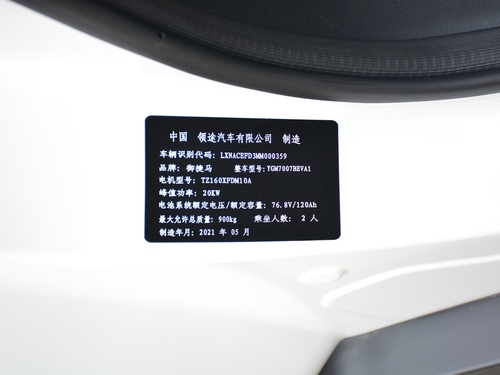 中国 领途汽车有限公司 制造
车辆识别代码: LXNACEFD3MM000359
品牌: 御捷马 整车型号: YGM7007BEVA1
电机型号: TZ160XFDM10A
峰值功率: 20KW
电池系统额定电压/额定容量: 76.8V/120Ah
最大允许总质量: 900kg 乘坐人数: 2 人
制造年月: 2021 年 05 月